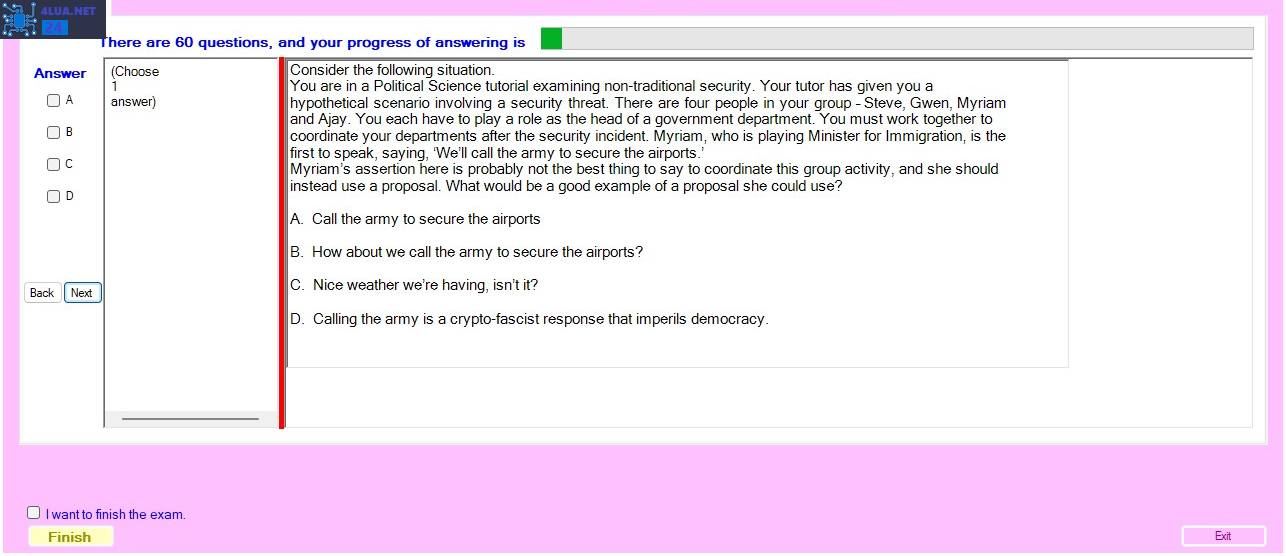 4LUA.NET
24
There are 60 questions, and your progress of answering is
Answer
A
B
C
D
Back Next
(Choose
1
answer)
Consider the following situation.
You are in a Political Science tutorial examining non-traditional security. Your tutor has given you a
hypothetical scenario involving a security threat. There are four people in your group - Steve, Gwen, Myriam
and Ajay. You each have to play a role as the head of a government department. You must work together to
coordinate your departments after the security incident. Myriam, who is playing Minister for Immigration, is the
first to speak, saying, ‘We’ll call the army to secure the airports.’
Myriam’s assertion here is probably not the best thing to say to coordinate this group activity, and she should
instead use a proposal. What would be a good example of a proposal she could use?
A. Call the army to secure the airports
B. How about we call the army to secure the airports?
C. Nice weather we’re having, isn’t it?
D. Calling the army is a crypto-fascist response that imperils democracy.
I want to finish the exam.
Finish
Exit